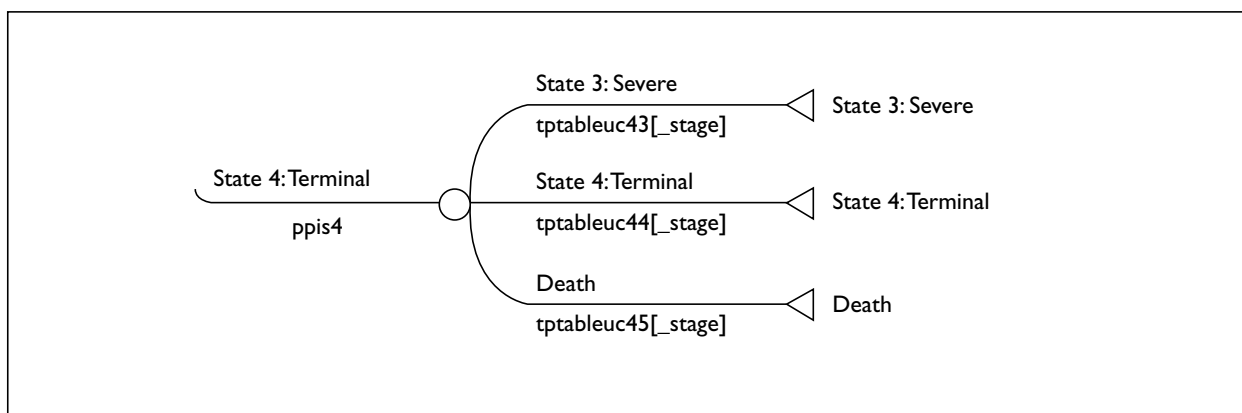 State 4: Terminal
ppis4
State 3: Severe
tptableuc43[_stage]
State 3: Severe
State 4: Terminal
tptableuc44[_stage]
State 4: Terminal
Death
tptableuc45[_stage]
Death